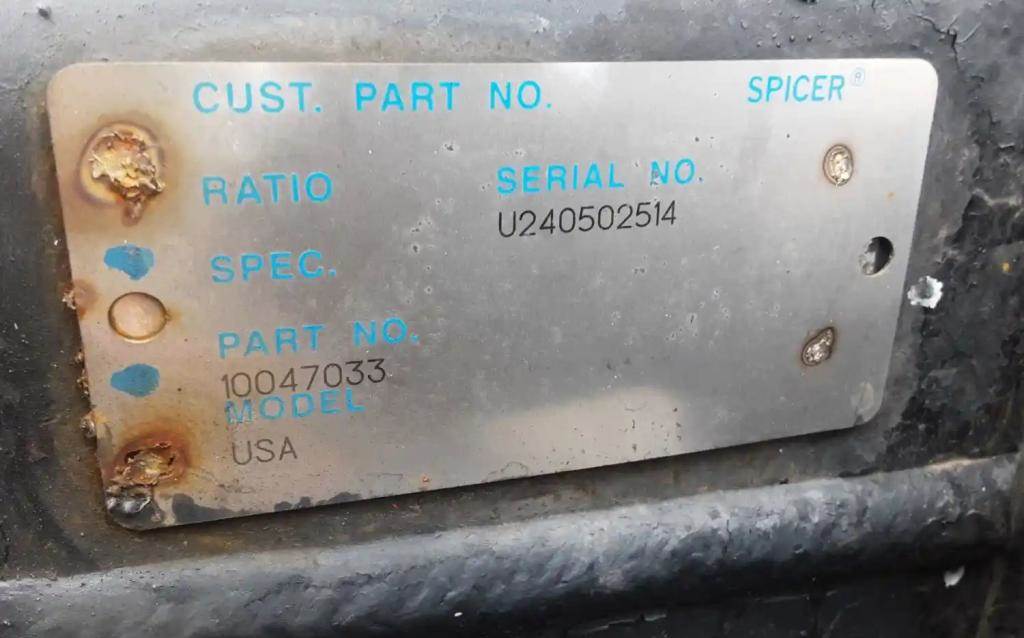 CUST. PART NO. SPICER®
RATIO SERIAL NO.
U240502514
SPEC.
PART NO.
10047033
MODEL
USA